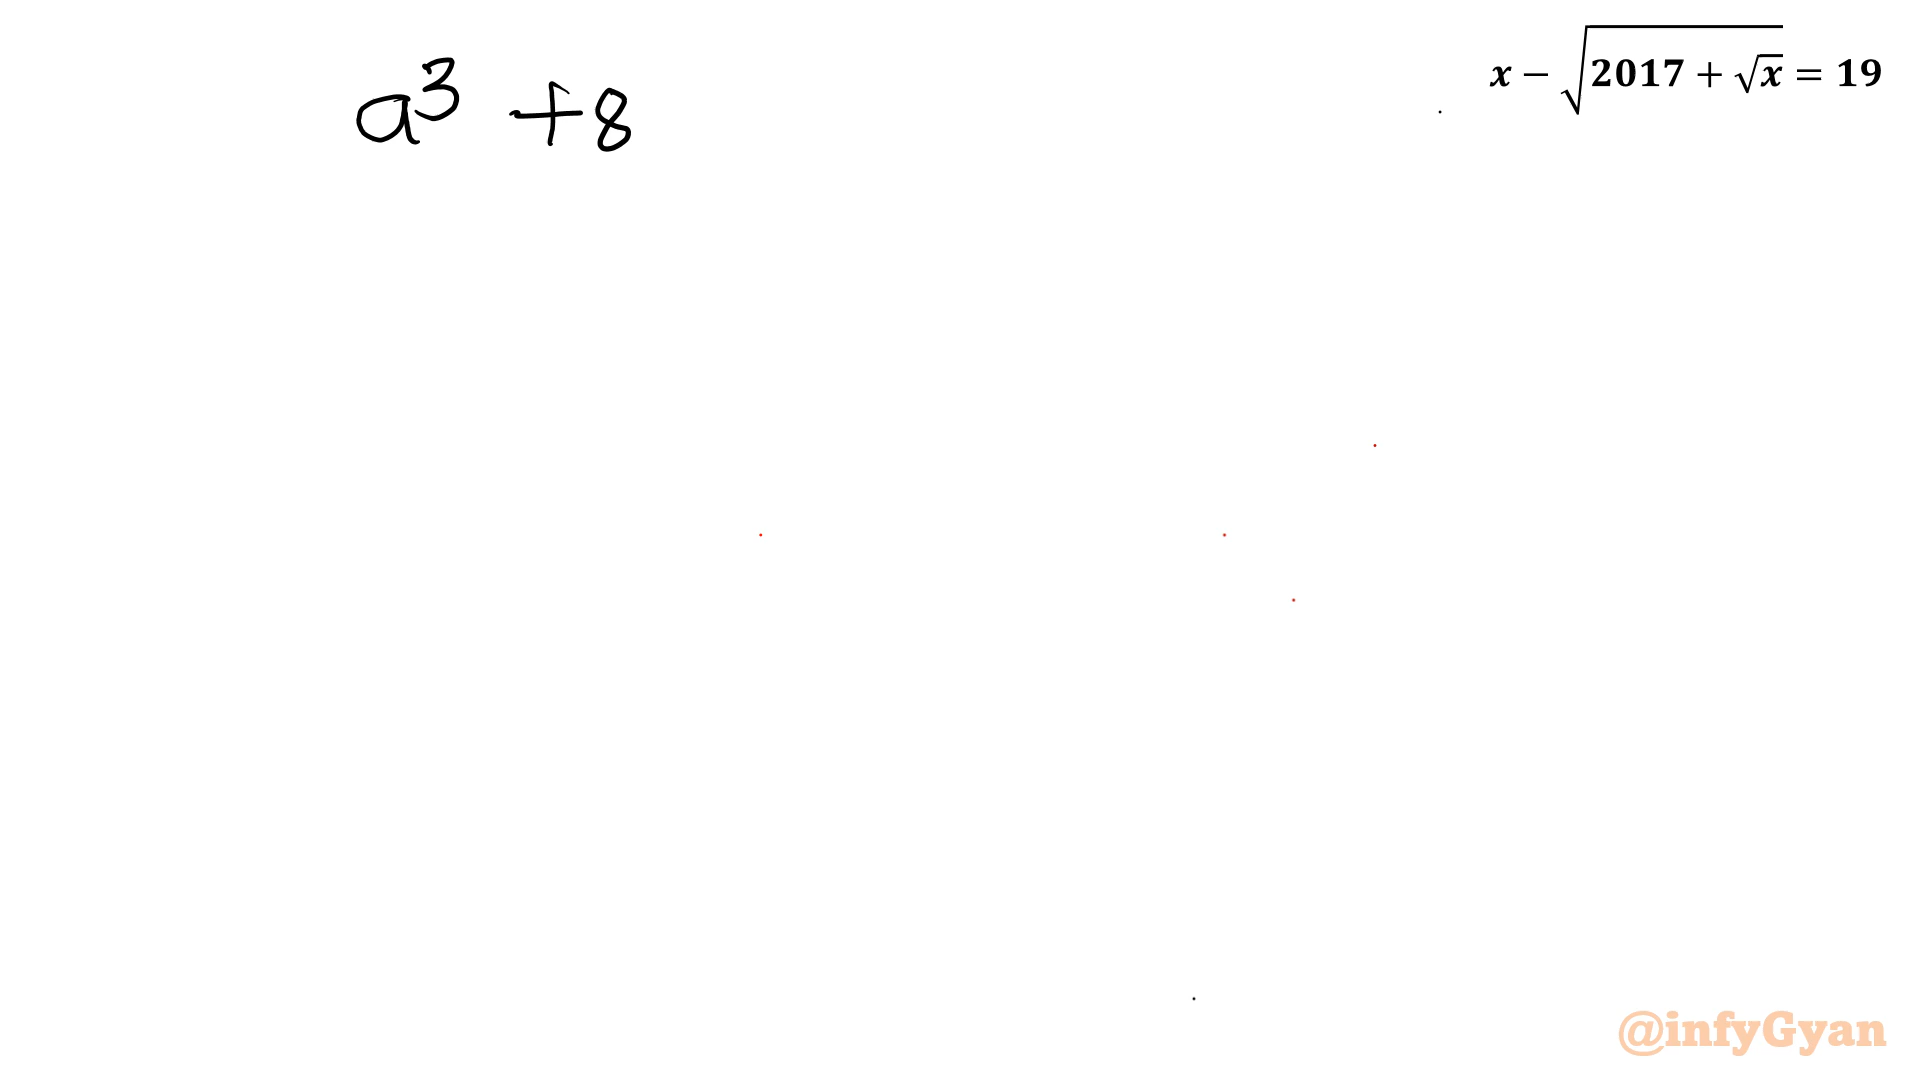 a³ + 8
x − √(2017 + √x) = 19
@infyGyan